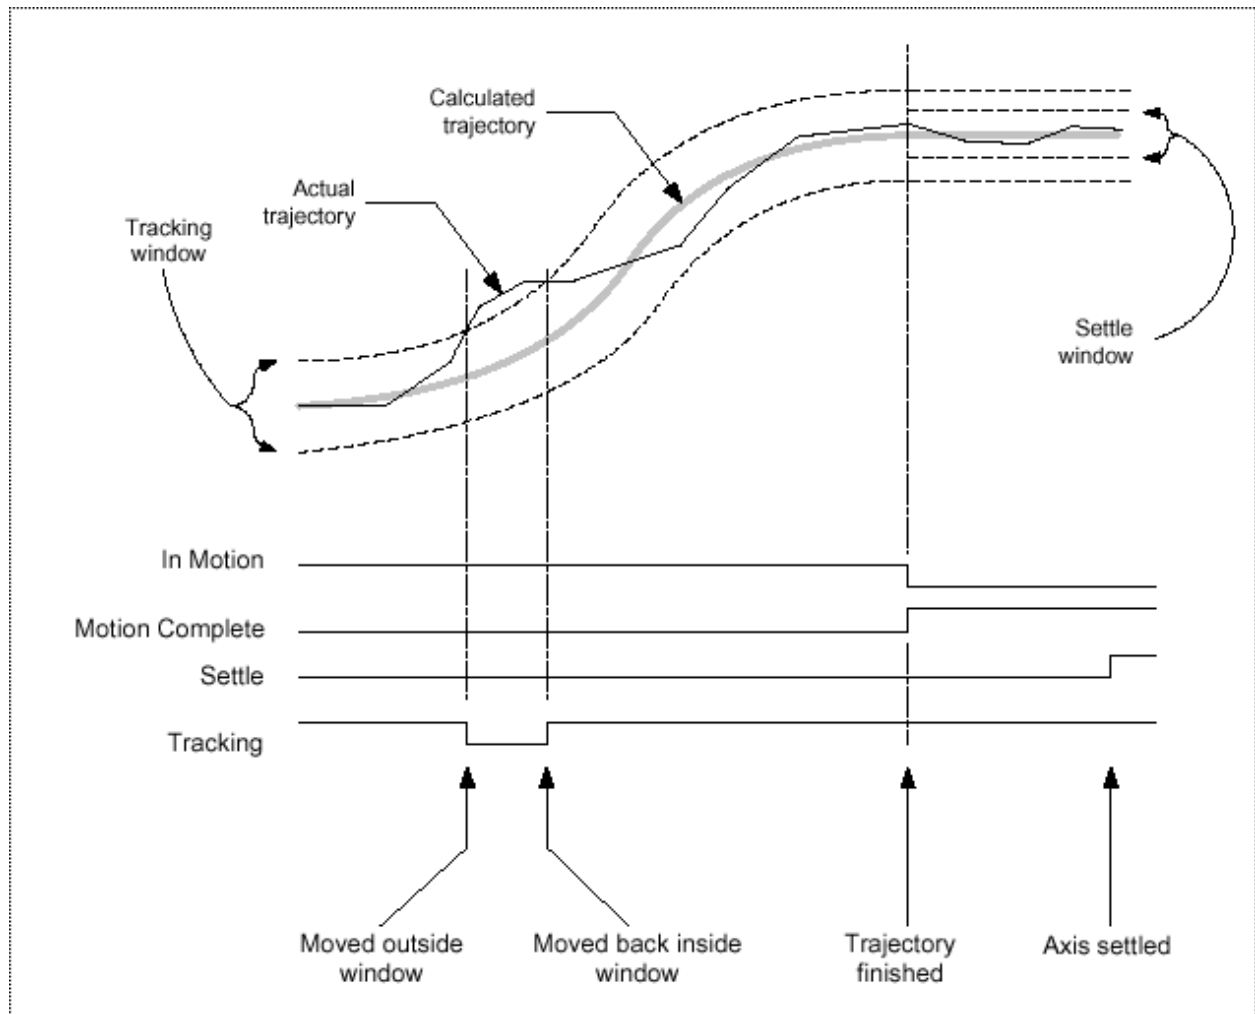 Calculated
trajectory
Actual
trajectory
Tracking
window
Settle
window
In Motion
Motion Complete
Settle
Tracking
Moved outside
window
Moved back inside
window
Trajectory
finished
Axis settled